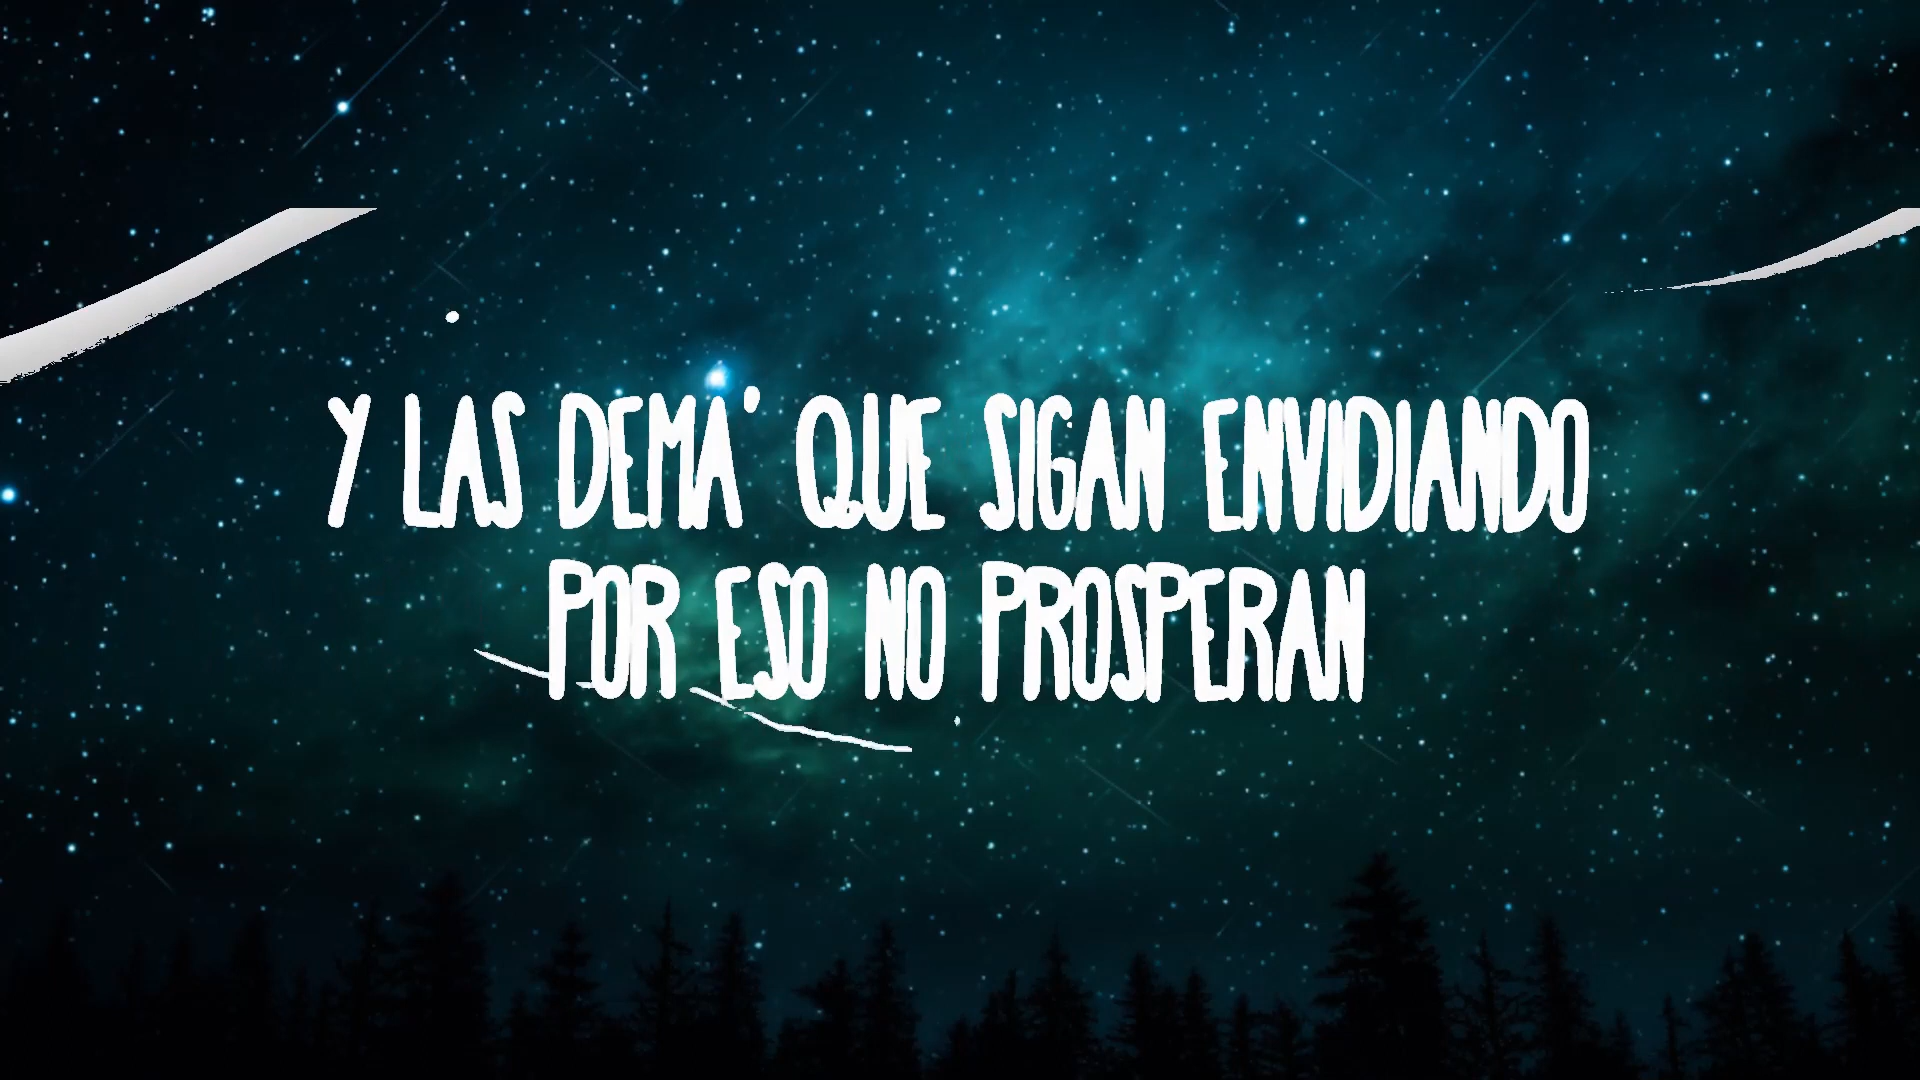 Y LAS DEMA' QUE SIGAN ENVIDIANDO
POR ESO NO PROSPERAN